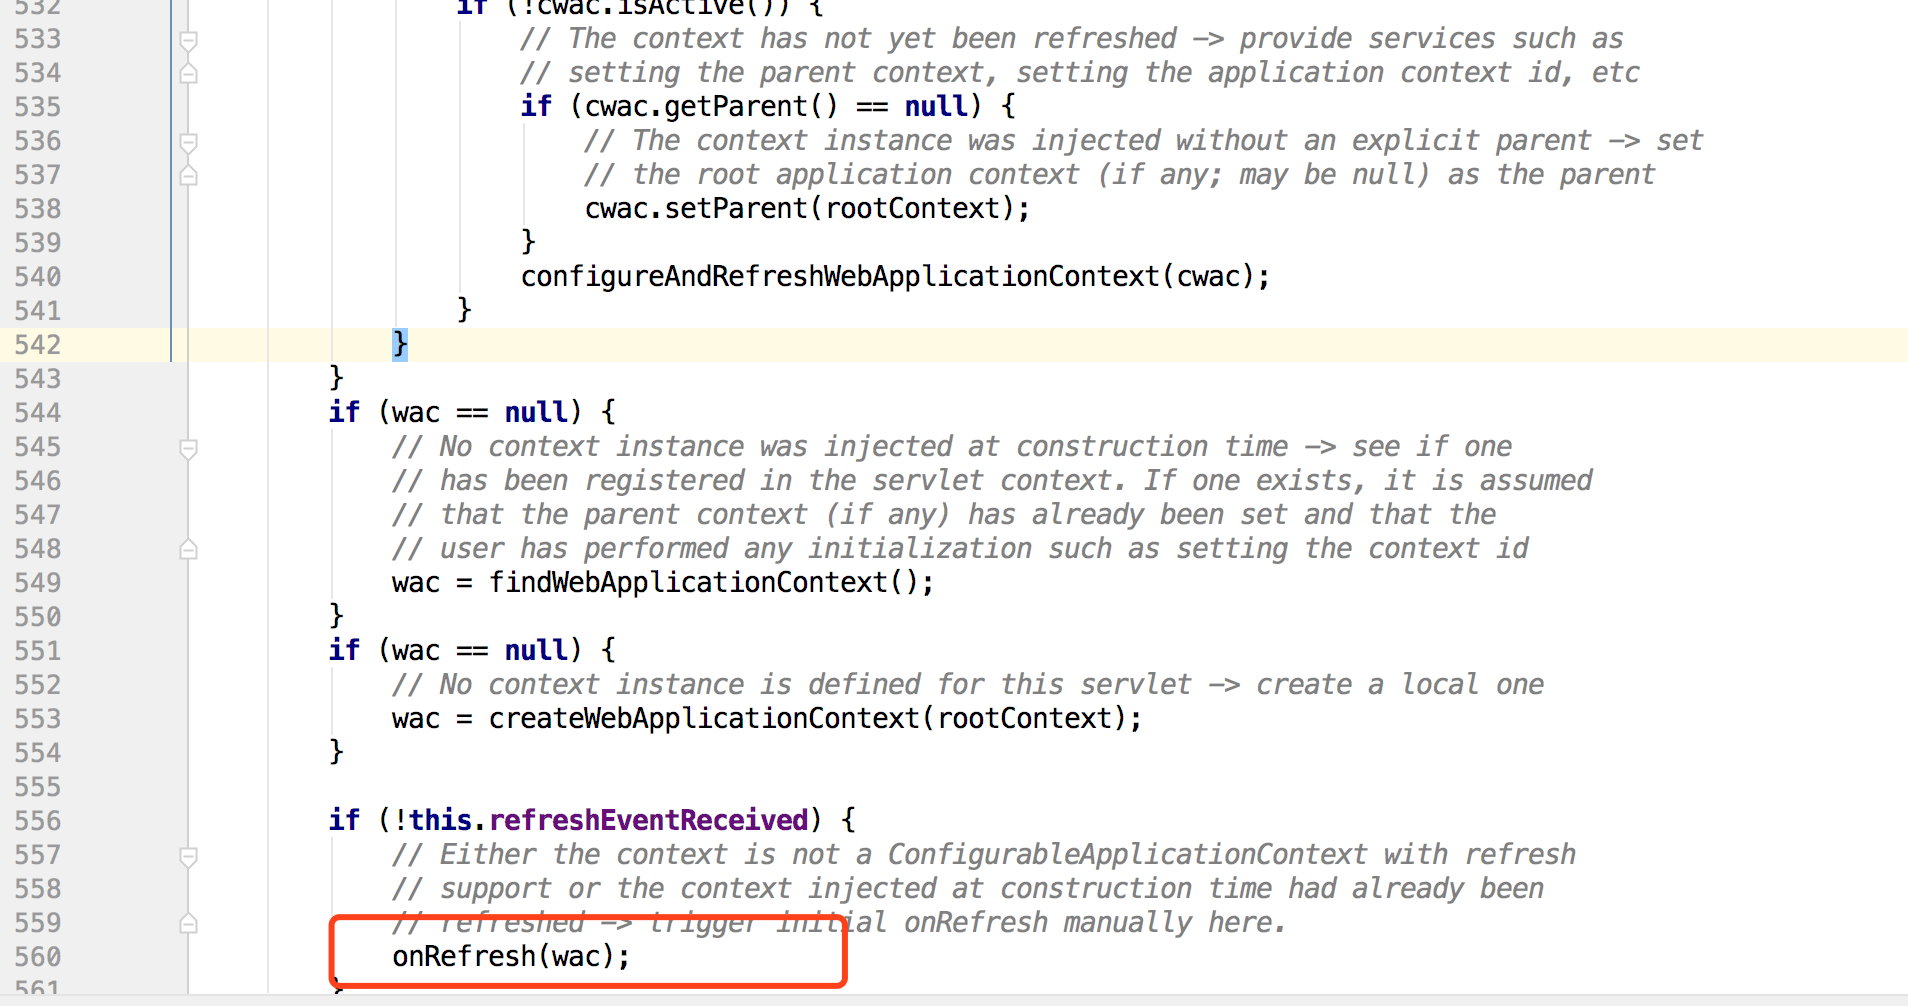 532 if (!cwac.isActive()) {
533 // The context has not yet been refreshed -> provide services such as
534 // setting the parent context, setting the application context id, etc
535 if (cwac.getParent() == null) {
536 // The context instance was injected without an explicit parent -> set
537 // the root application context (if any; may be null) as the parent
538 cwac.setParent(rootContext);
539 }
540 configureAndRefreshWebApplicationContext(cwac);
541 }
542 }
543 }
544 if (wac == null) {
545 // No context instance was injected at construction time -> see if one
546 // has been registered in the servlet context. If one exists, it is assumed
547 // that the parent context (if any) has already been set and that the
548 // user has performed any initialization such as setting the context id
549 wac = findWebApplicationContext();
550 }
551 if (wac == null) {
552 // No context instance is defined for this servlet -> create a local one
553 wac = createWebApplicationContext(rootContext);
554 }
555
556 if (!this.refreshEventReceived) {
557 // Either the context is not a ConfigurableApplicationContext with refresh
558 // support or the context injected at construction time had already been
559 // refreshed -> trigger initial onRefresh manually here.
560 onRefresh(wac);
561 }